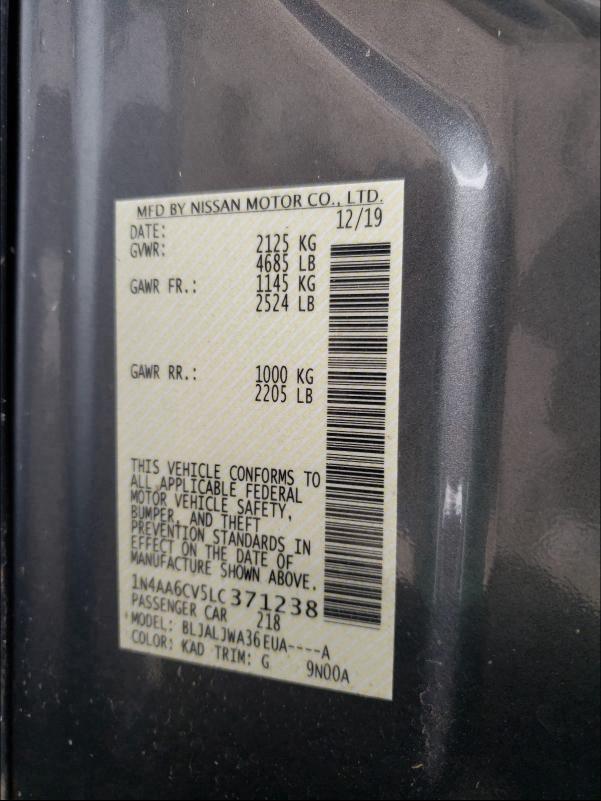 MFD BY NISSAN MOTOR CO., LTD.
DATE: 12/19
GVWR: 2125 KG
4685 LB
GAWR FR.: 1145 KG
2524 LB
GAWR RR.: 1000 KG
2205 LB
THIS VEHICLE CONFORMS TO
ALL APPLICABLE FEDERAL
MOTOR VEHICLE SAFETY,
BUMPER, AND THEFT
PREVENTION STANDARDS IN
EFFECT ON THE DATE OF
MANUFACTURE SHOWN ABOVE.
1N4AA6CV5LC371238
PASSENGER CAR 218
MODEL: BLJALJWA36EUA----A
COLOR: KAD TRIM: G 9N00A